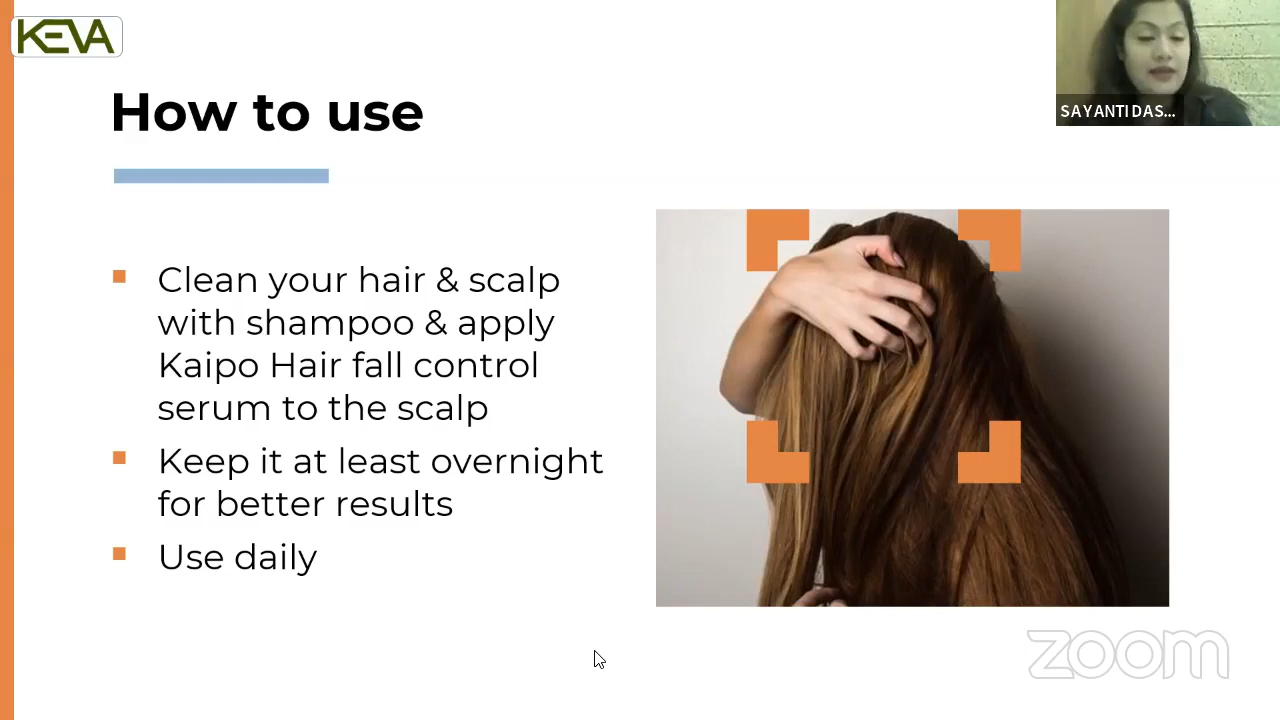 KEVA
SAYANTI DAS...
How to use
Clean your hair & scalp
with shampoo & apply
Kaipo Hair fall control
serum to the scalp
Keep it at least overnight
for better results
Use daily
zoom